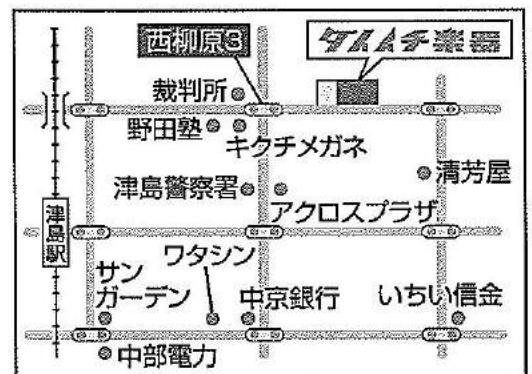 西柳原3
ケイハチ楽器
裁判所
野田塾
キクチメガネ
清芳屋
津島警察署
アクロスプラザ
津島駅
サン
ガーデン
ワタシン
中京銀行
いちい信金
中部電力